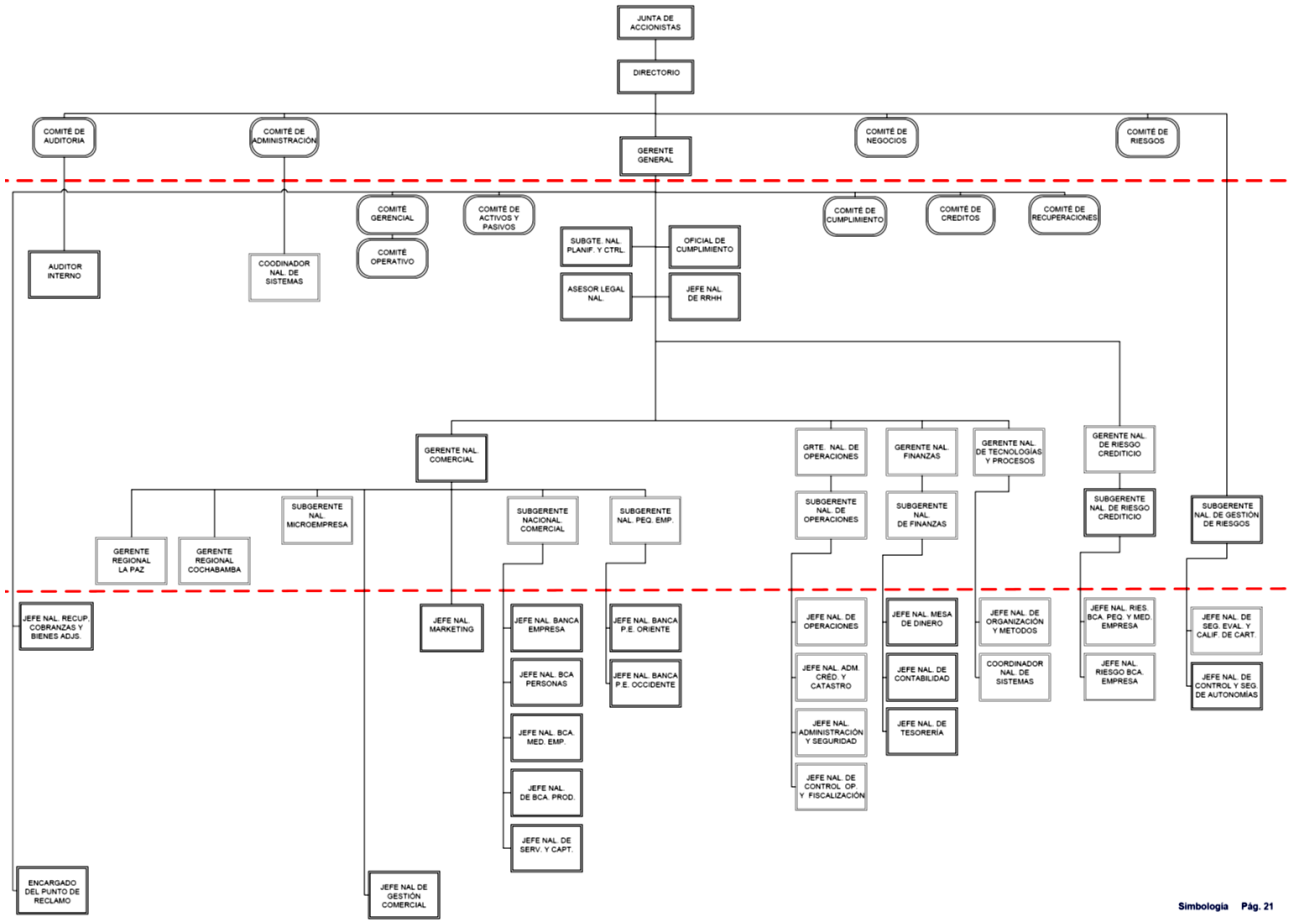 JUNTA DE
ACCIONISTAS
DIRECTORIO
COMITÉ DE
AUDITORIA
COMITÉ DE
ADMINISTRACIÓN
GERENTE
GENERAL
COMITÉ DE
NEGOCIOS
COMITÉ DE
RIESGOS
COMITÉ
GERENCIAL
COMITÉ
OPERATIVO
COMITÉ DE
ACTIVOS Y
PASIVOS
COMITÉ DE
CUMPLIMIENTO
COMITÉ DE
CREDITOS
COMITÉ DE
RECUPERACIONES
AUDITOR
INTERNO
COODINADOR
NAL. DE
SISTEMAS
SUBGTE. NAL.
PLANIF. Y CTRL.
OFICIAL DE
CUMPLIMIENTO
ASESOR LEGAL
NAL.
JEFE NAL.
DE RRHH
GERENTE NAL.
COMERCIAL
GRTE. NAL. DE
OPERACIONES
GERENTE NAL.
FINANZAS
GERENTE NAL.
DE TECNOLOGÍAS
Y PROCESOS
GERENTE NAL.
DE RIESGO
CREDITICIO
SUBGERENTE
NAL.
MICROEMPRESA
SUBGERENTE
NACIONAL.
COMERCIAL
SUBGERENTE
NAL. PEQ. EMP.
SUBGERENTE
NAL. DE
OPERACIONES
SUBGERENTE
NAL.
DE FINANZAS
SUBGERENTE
NAL. DE RIESGO
CREDITICIO
SUBGERENTE
NAL. DE GESTIÓN
DE RIESGOS
GERENTE
REGIONAL
LA PAZ
GERENTE
REGIONAL
COCHABAMBA
JEFE NAL. RECUP.
COBRANZAS Y
BIENES ADJS.
JEFE NAL.
MARKETING
JEFE NAL. BANCA
EMPRESA
JEFE NAL. BCA
PERSONAS
JEFE NAL. BCA.
MED. EMP.
JEFE NAL.
DE BCA. PROD.
JEFE NAL. DE
SERV. Y CAPT.
JEFE NAL. BANCA
P.E. ORIENTE
JEFE NAL. BANCA
P.E. OCCIDENTE
JEFE NAL. DE
OPERACIONES
JEFE NAL. ADM.
CRÉD. Y
CATASTRO
JEFE NAL.
ADMINISTRACIÓN
Y SEGURIDAD
JEFE NAL. DE
CONTROL OP.
Y FISCALIZACIÓN
JEFE NAL. MESA
DE DINERO
JEFE NAL. DE
CONTABILIDAD
JEFE NAL. DE
TESORERÍA
JEFE NAL. DE
ORGANIZACIÓN
Y METODOS
COORDINADOR
NAL. DE
SISTEMAS
JEFE NAL. RIES.
BCA. PEQ. Y MED.
EMPRESA
JEFE NAL.
RIESGO BCA.
EMPRESA
JEFE NAL. DE
SEG. EVAL. Y
CALIF. DE CART.
JEFE NAL. DE
CONTROL Y SEG.
DE AUTONOMÍAS
ENCARGADO
DEL PUNTO DE
RECLAMO
JEFE NAL DE
GESTIÓN
COMERCIAL
Simbología Pág. 21